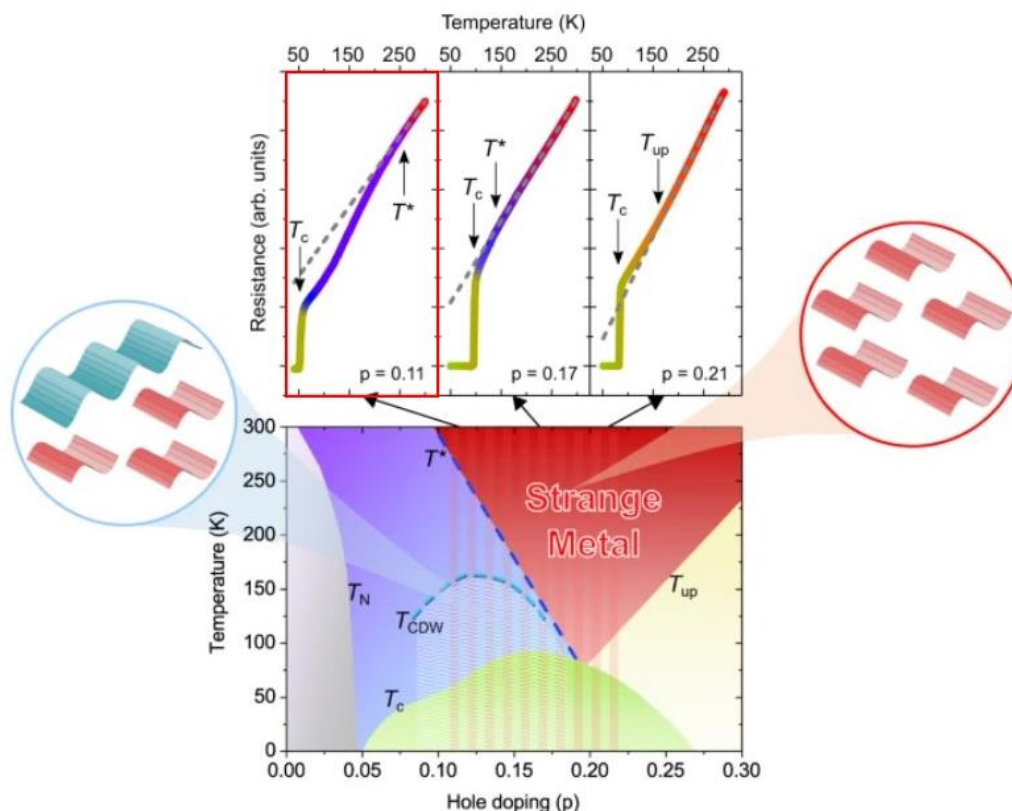 Temperature (K)
50 150 250 50 150 250 50 150 250
Resistance (arb. units)
T_c
T*
p = 0.11
T_c
T*
p = 0.17
T_c
T_up
p = 0.21
300
250
200
150
100
50
0
Temperature (K)
T*
Strange
Metal
T_N
T_CDW
T_up
T_c
0.00 0.05 0.10 0.15 0.20 0.25 0.30
Hole doping (p)